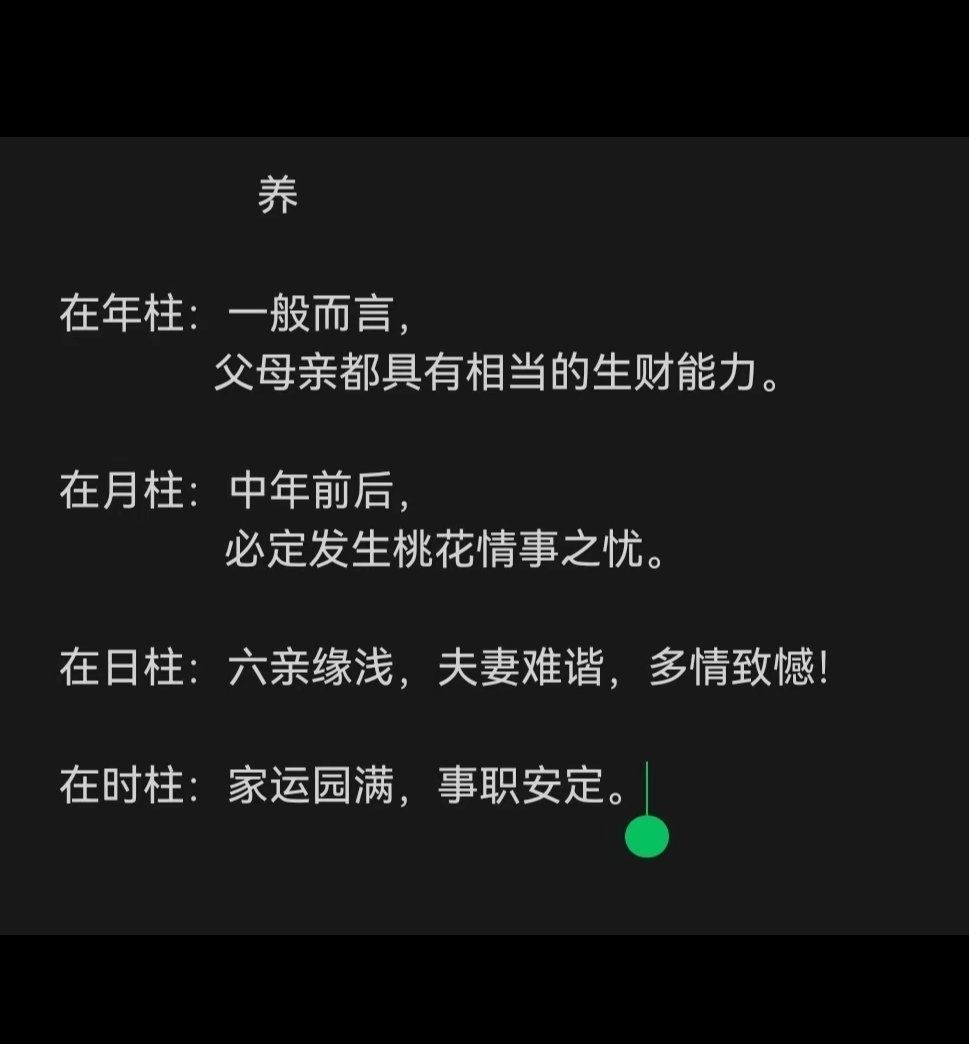 养
在年柱：一般而言，
父母亲都具有相当的生财能力。
在月柱：中年前后，
必定发生桃花情事之忧。
在日柱：六亲缘浅，夫妻难谐，多情致憾！
在时柱：家运园满，事职安定。